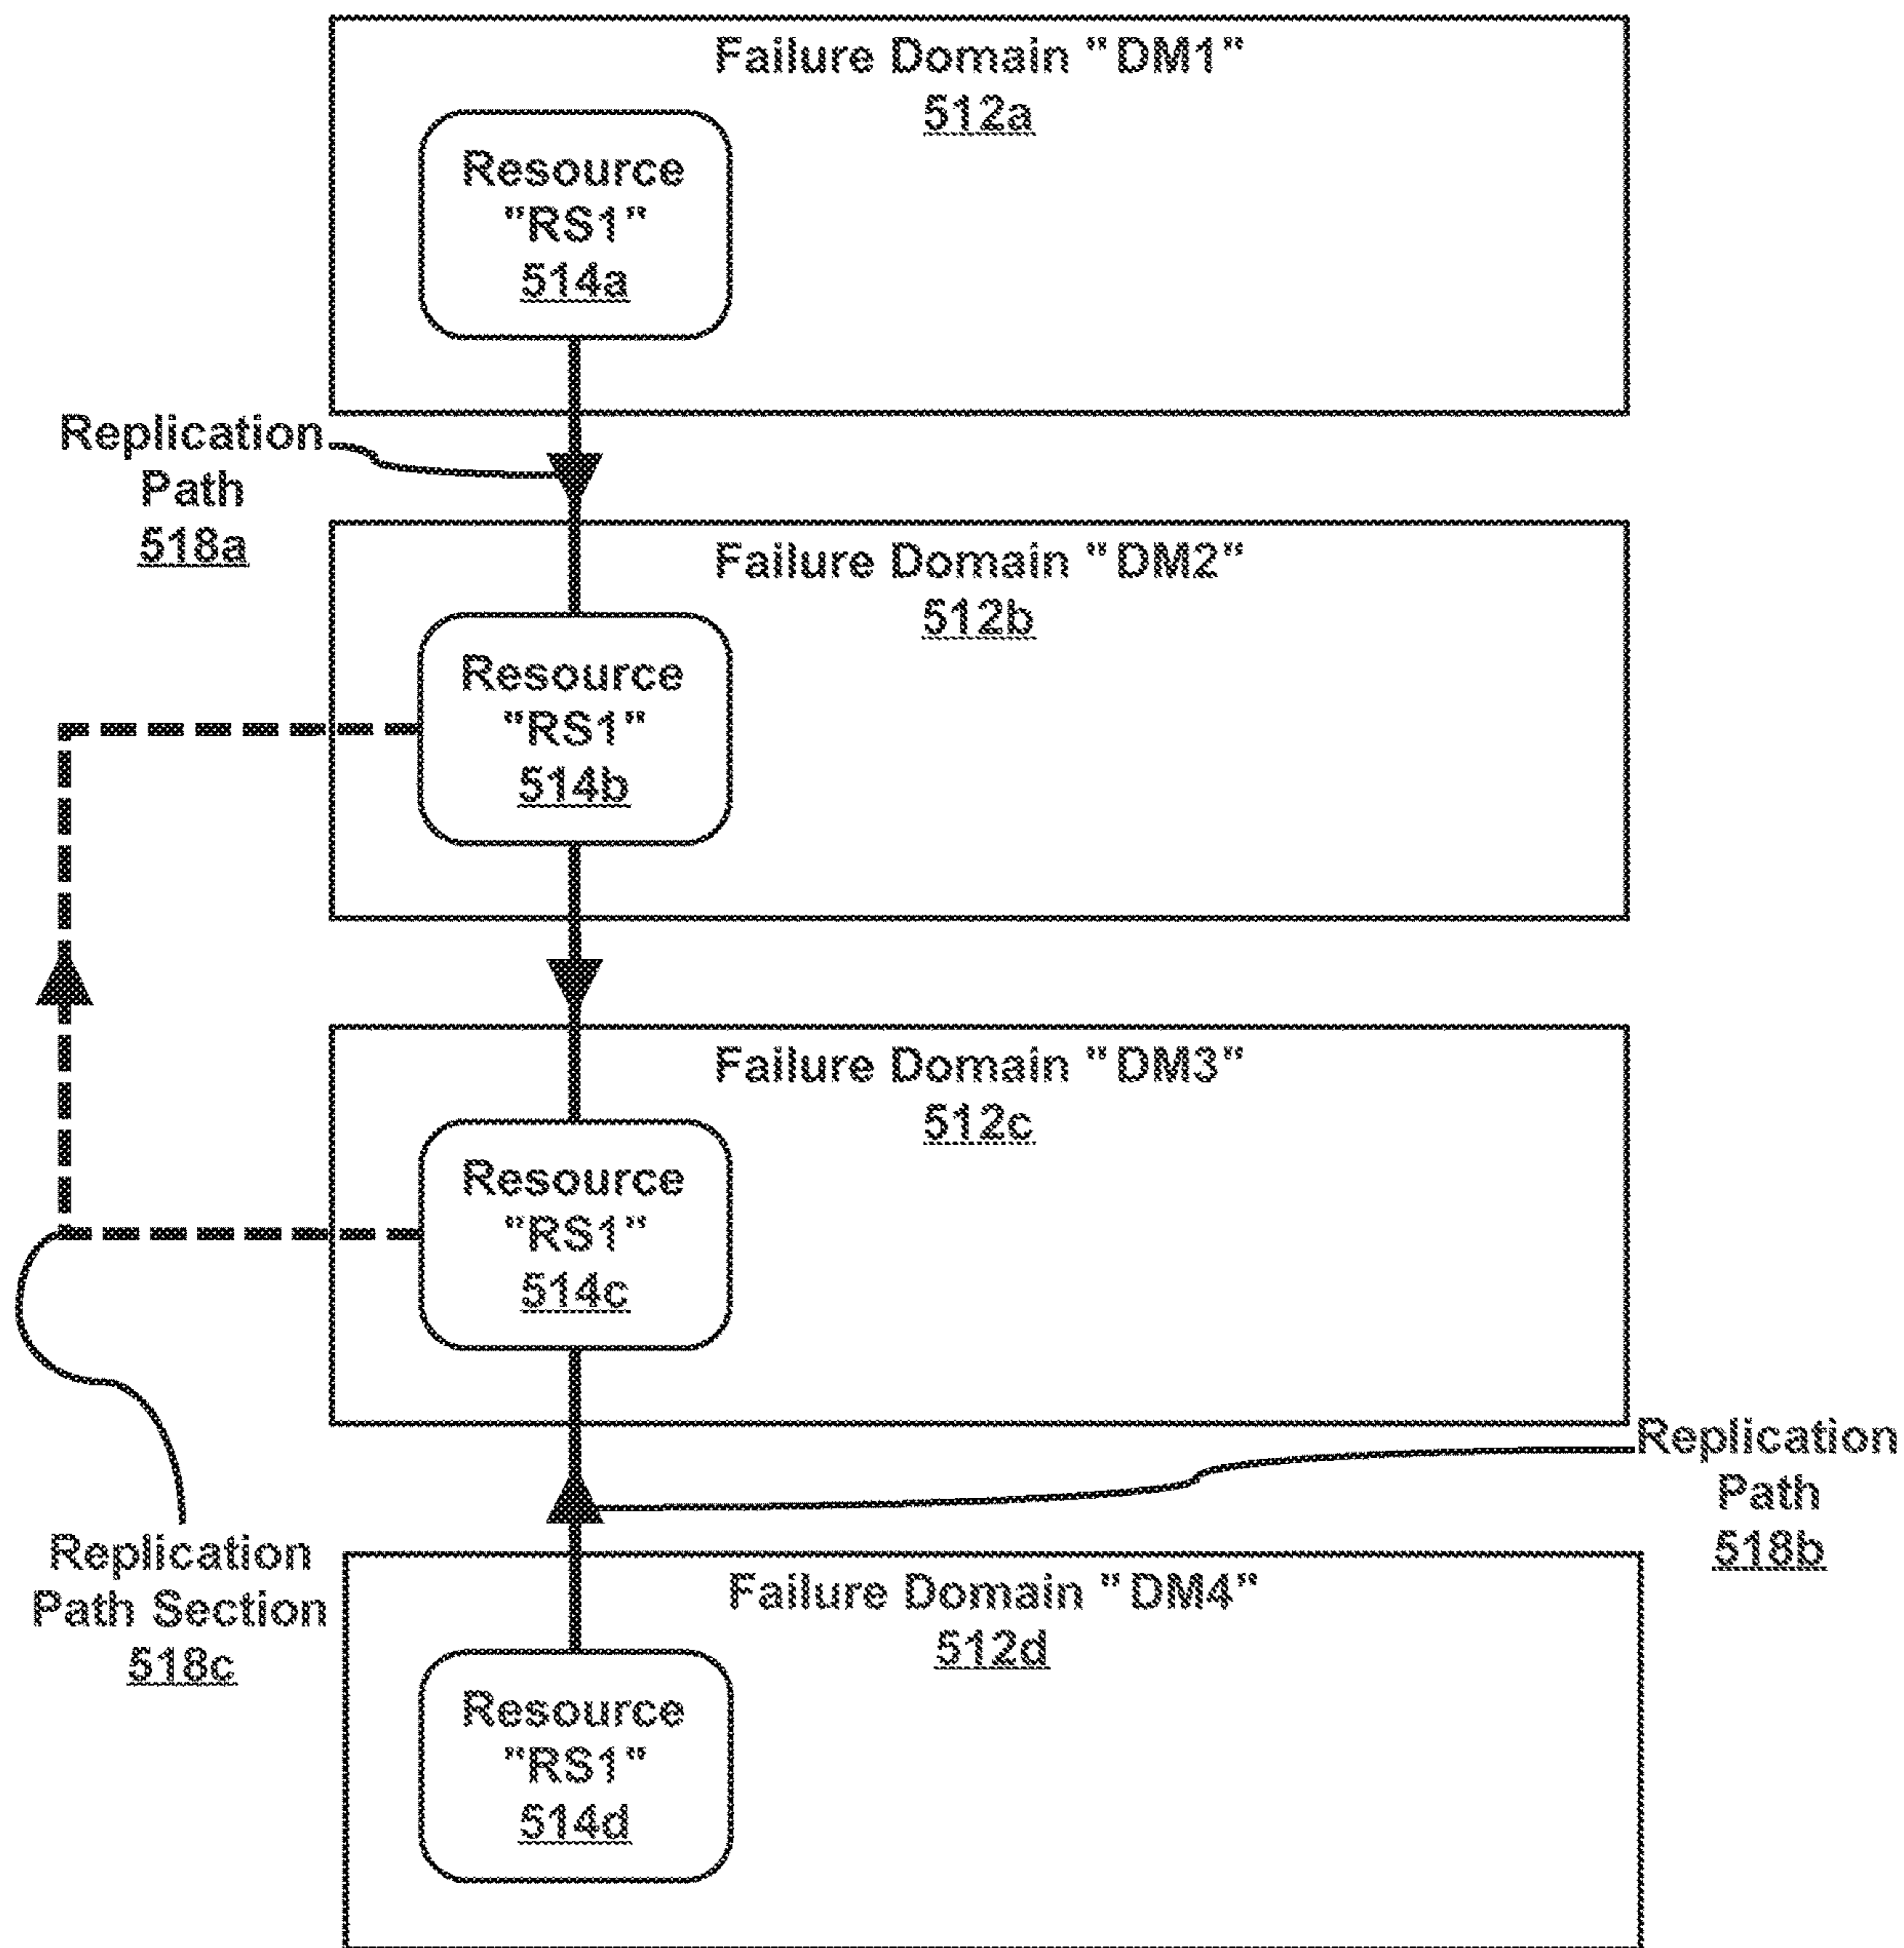 Failure Domain "DM1"
512a
Resource
"RS1"
514a
Replication
Path
518a
Failure Domain "DM2"
512b
Resource
"RS1"
514b
Failure Domain "DM3"
512c
Resource
"RS1"
514c
Replication
Path
518b
Replication
Path Section
518c
Failure Domain "DM4"
512d
Resource
"RS1"
514d